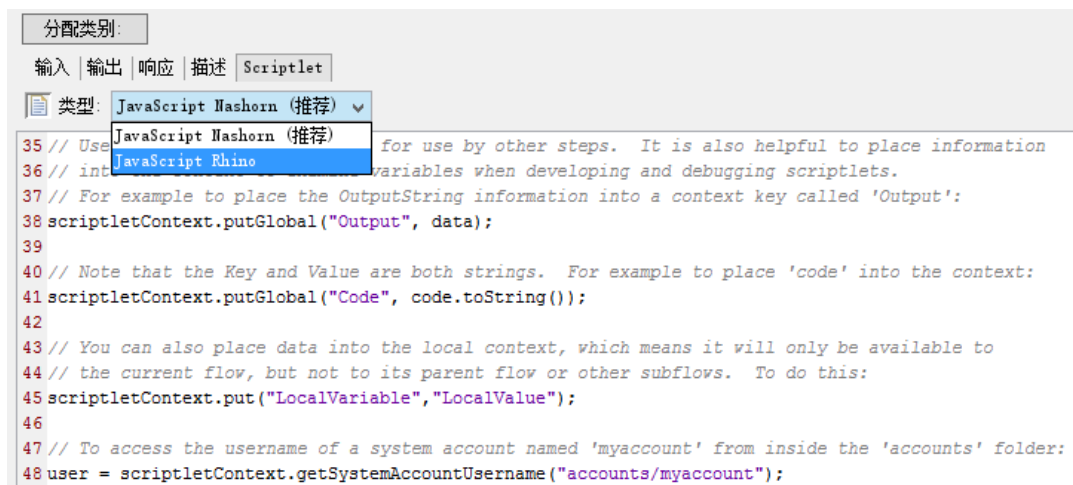 分配类别:
输入 输出 响应 描述 Scriptlet
类型: JavaScript Nashorn (推荐)
JavaScript Nashorn (推荐)
JavaScript Rhino
35 // Use for use by other steps.  It is also helpful to place information
36 // int variables when developing and debugging scriptlets.
37 // For example to place the OutputString information into a context key called 'Output':
38 scriptletContext.putGlobal("Output", data);
39
40 // Note that the Key and Value are both strings.  For example to place 'code' into the context:
41 scriptletContext.putGlobal("Code", code.toString());
42
43 // You can also place data into the local context, which means it will only be available to
44 // the current flow, but not to its parent flow or other subflows.  To do this:
45 scriptletContext.put("LocalVariable","LocalValue");
46
47 // To access the username of a system account named 'myaccount' from inside the 'accounts' folder:
48 user = scriptletContext.getSystemAccountUsername("accounts/myaccount");